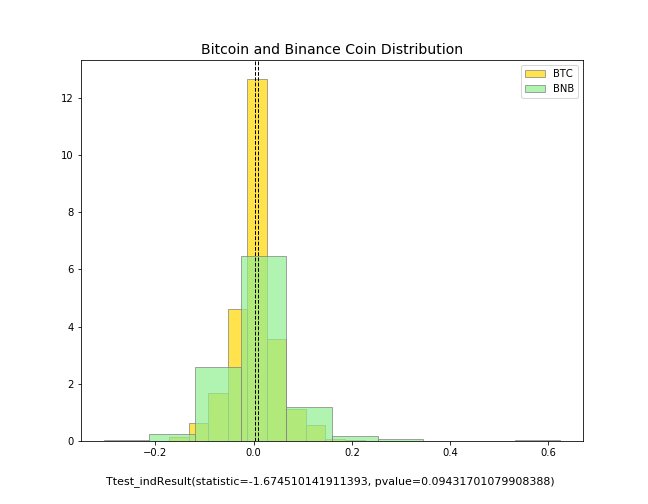 Bitcoin and Binance Coin Distribution
BTC
BNB
12
10
8
6
4
2
0
−0.2 0.0 0.2 0.4 0.6
Ttest_indResult(statistic=-1.674510141911393, pvalue=0.09431701079908388)